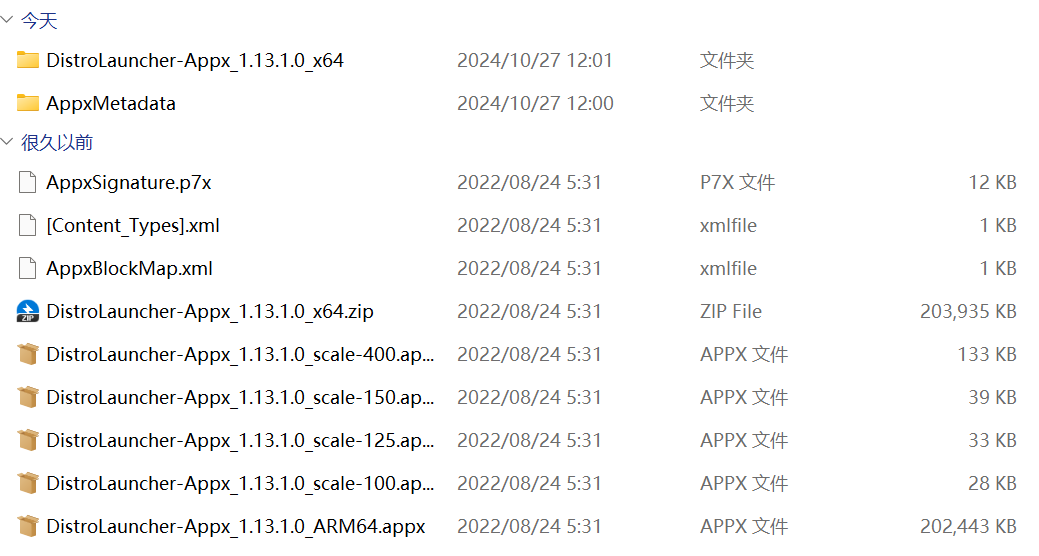 今天
DistroLauncher-Appx_1.13.1.0_x64 2024/10/27 12:01 文件夹
AppxMetadata 2024/10/27 12:00 文件夹
很久以前
AppxSignature.p7x 2022/08/24 5:31 P7X 文件 12 KB
[Content_Types].xml 2022/08/24 5:31 xmlfile 1 KB
AppxBlockMap.xml 2022/08/24 5:31 xmlfile 1 KB
ZIP DistroLauncher-Appx_1.13.1.0_x64.zip 2022/08/24 5:31 ZIP File 203,935 KB
DistroLauncher-Appx_1.13.1.0_scale-400.ap... 2022/08/24 5:31 APPX 文件 133 KB
DistroLauncher-Appx_1.13.1.0_scale-150.ap... 2022/08/24 5:31 APPX 文件 39 KB
DistroLauncher-Appx_1.13.1.0_scale-125.ap... 2022/08/24 5:31 APPX 文件 33 KB
DistroLauncher-Appx_1.13.1.0_scale-100.ap... 2022/08/24 5:31 APPX 文件 28 KB
DistroLauncher-Appx_1.13.1.0_ARM64.appx 2022/08/24 5:31 APPX 文件 202,443 KB